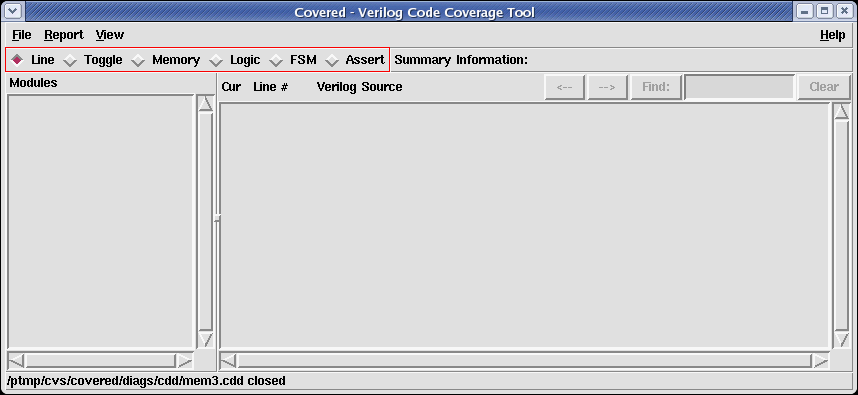 Covered - Verilog Code Coverage Tool
File Report View Help
Line Toggle Memory Logic FSM Assert Summary Information:
Modules
Cur Line # Verilog Source <-- --> Find: Clear
/ptmp/cvs/covered/diags/cdd/mem3.cdd closed